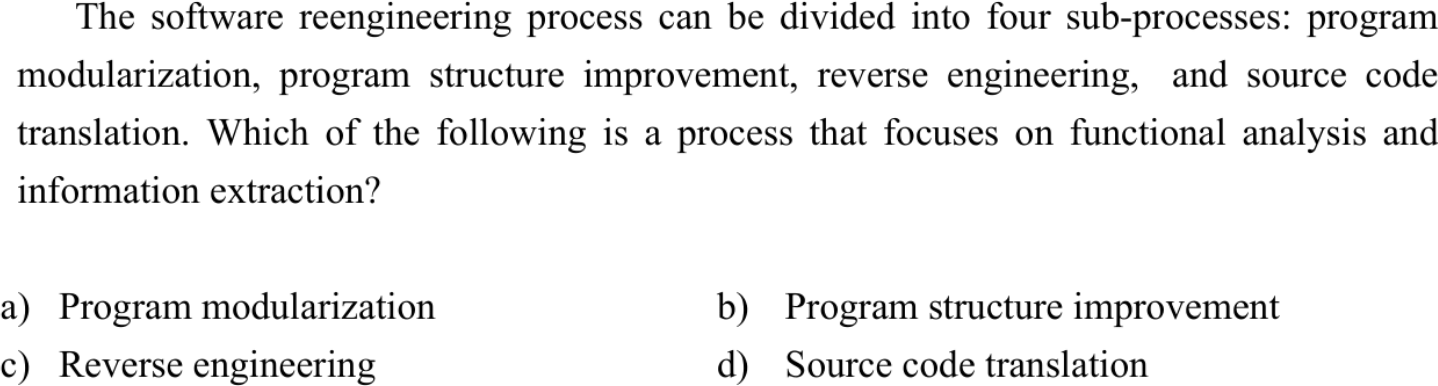 The software reengineering process can be divided into four sub-processes: program
modularization, program structure improvement, reverse engineering, and source code
translation. Which of the following is a process that focuses on functional analysis and
information extraction?
a) Program modularization b) Program structure improvement
c) Reverse engineering d) Source code translation